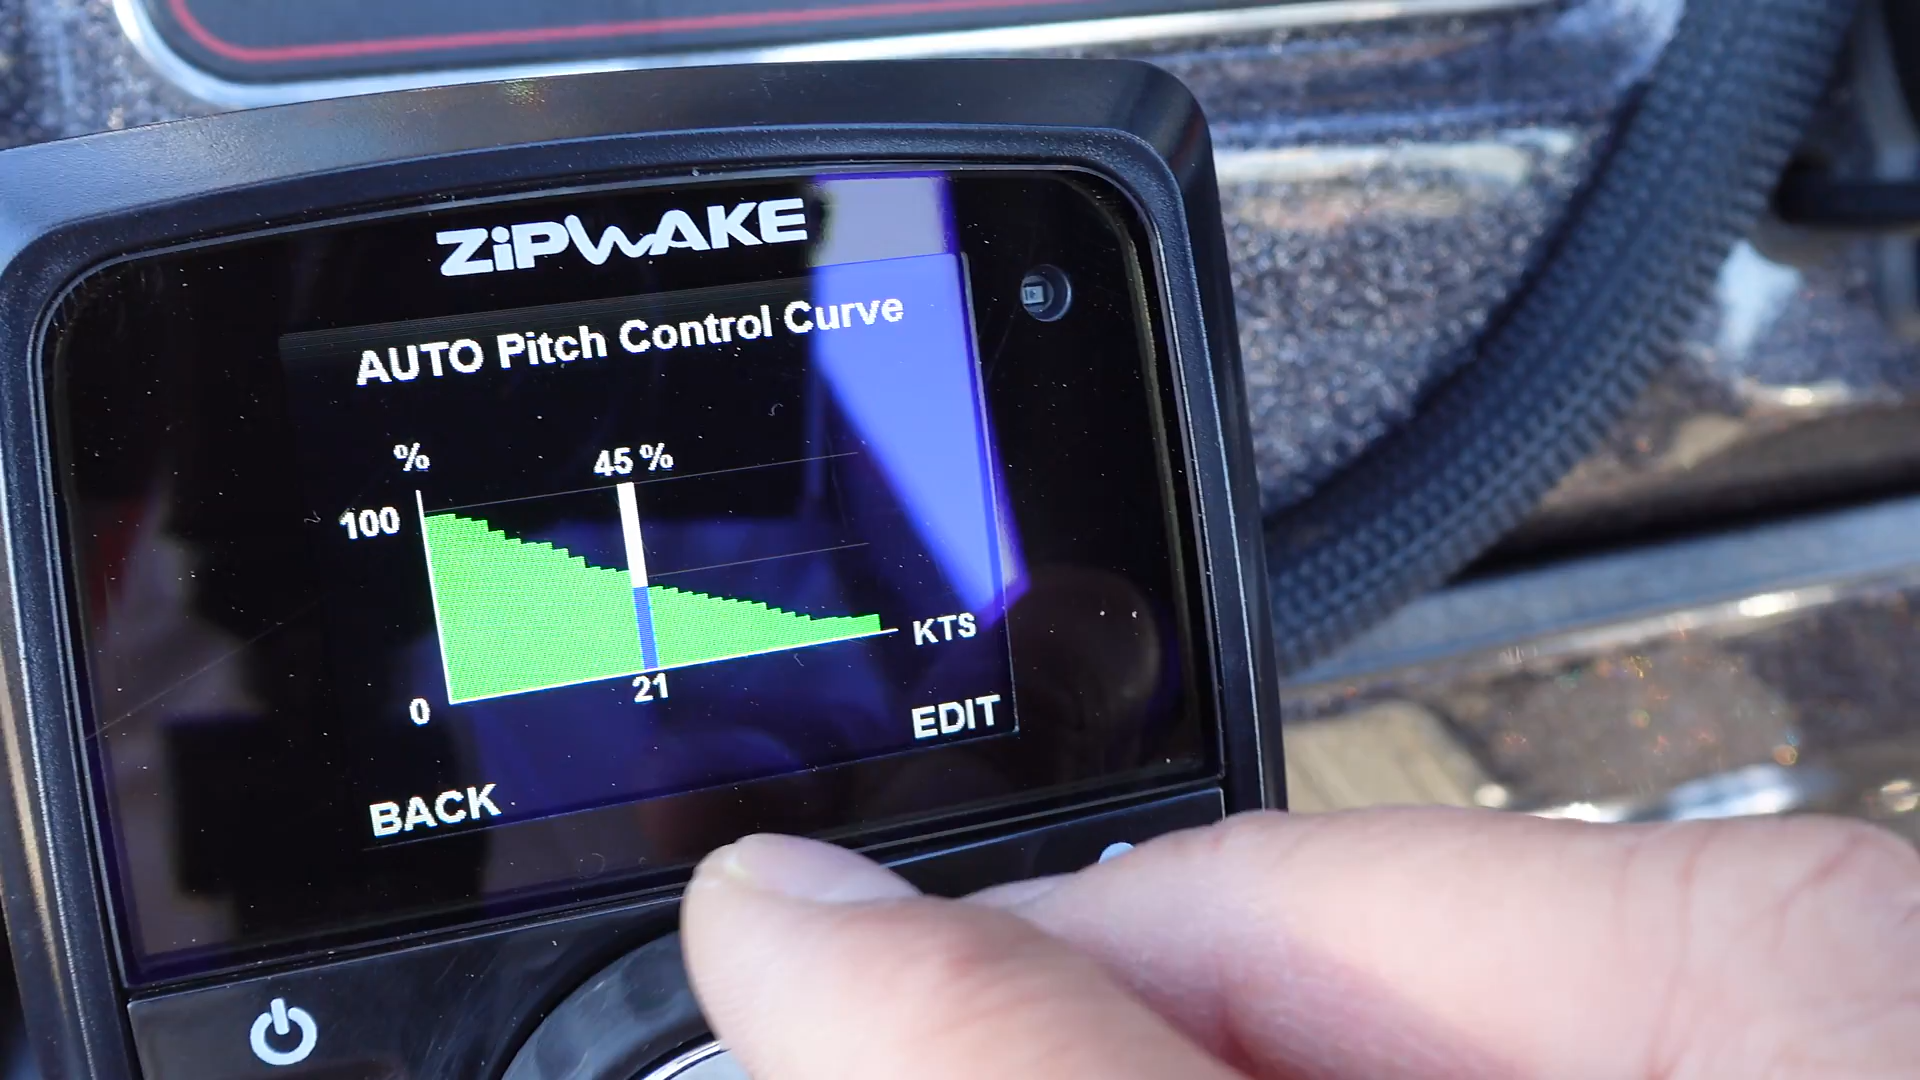 ZIPWAKE
AUTO Pitch Control Curve
%
45 %
100
KTS
0
21
EDIT
BACK